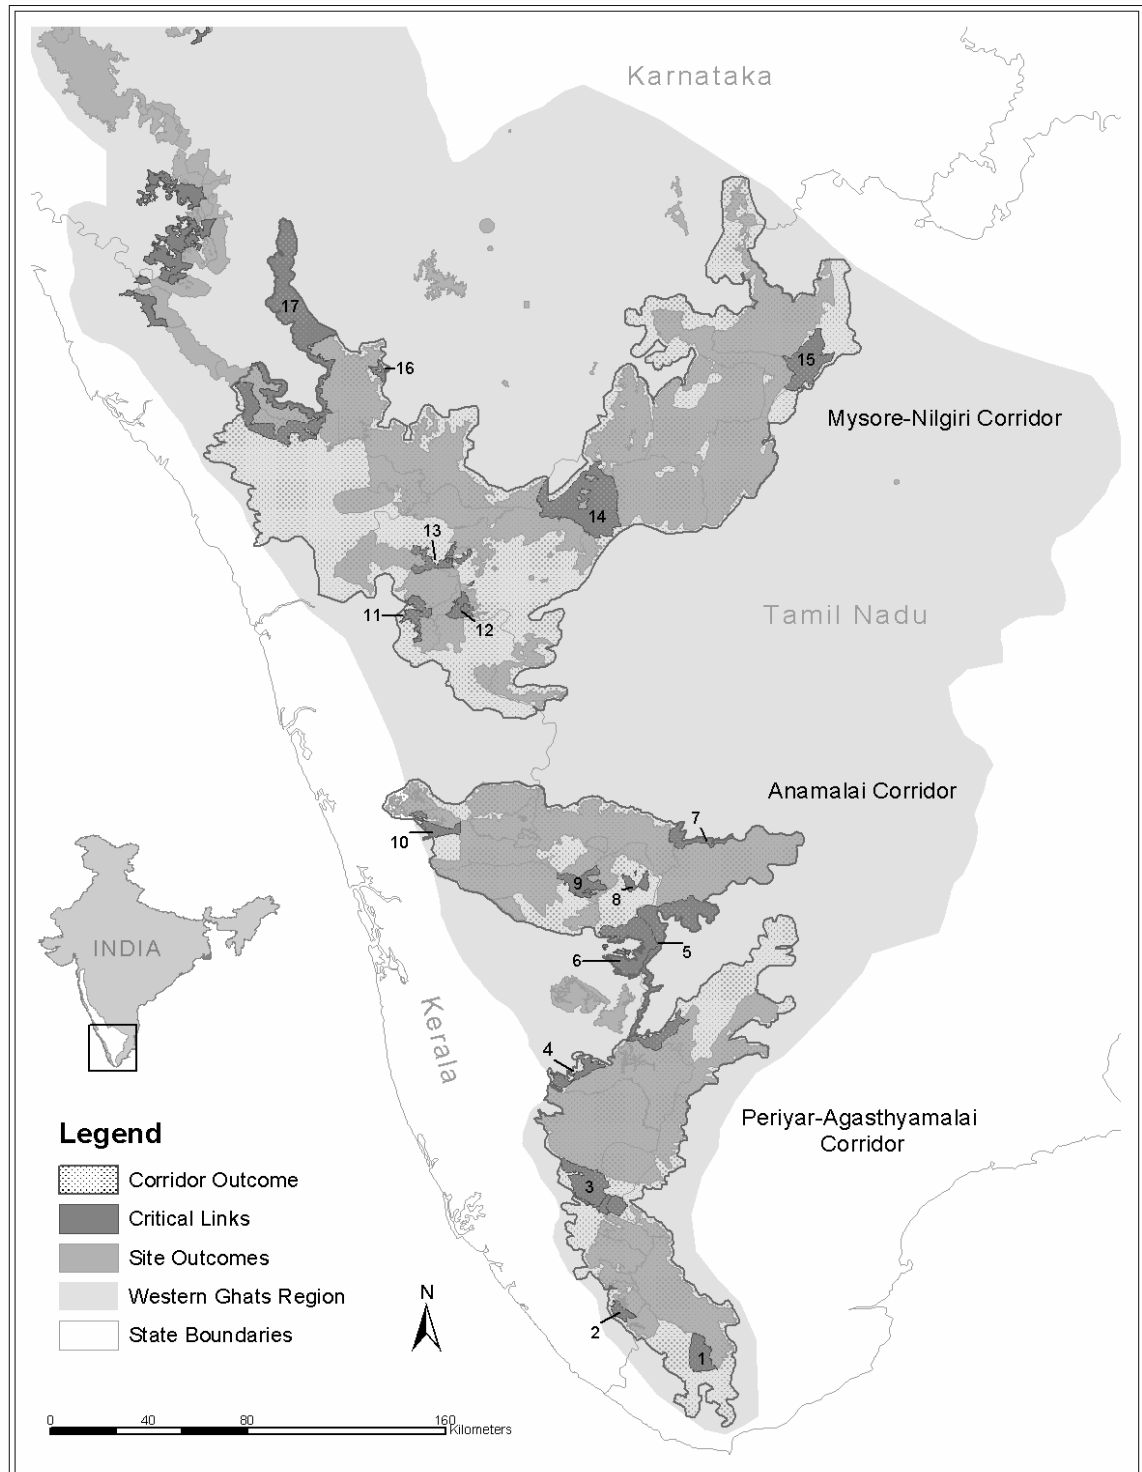 Karnataka
17
16
15
Mysore-Nilgiri Corridor
14
13
11
12
Tamil Nadu
Anamalai Corridor
7
10
9
8
5
6
INDIA
Kerala
4
Periyar-Agasthyamalai
Corridor
3
2
1
Legend
Corridor Outcome
Critical Links
Site Outcomes
Western Ghats Region
State Boundaries
N
0 40 80 160
Kilometers